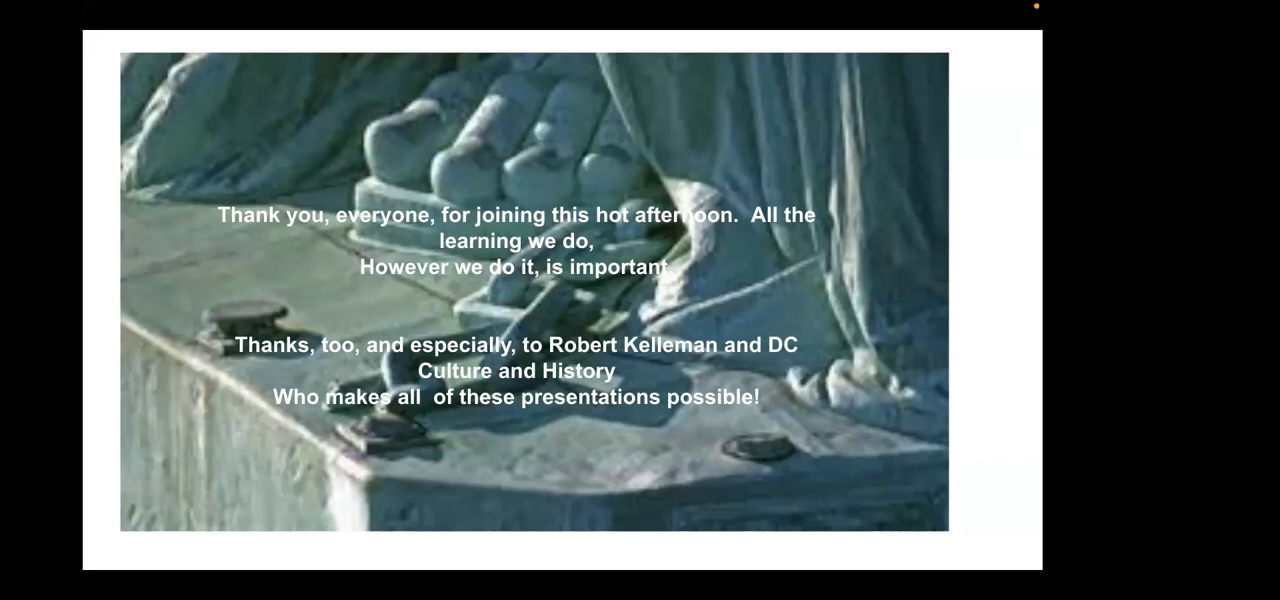 Thank you, everyone, for joining this hot afternoon.  All the
learning we do,
However we do it, is important.
Thanks, too, and especially, to Robert Kelleman and DC
Culture and History
Who makes all  of these presentations possible!